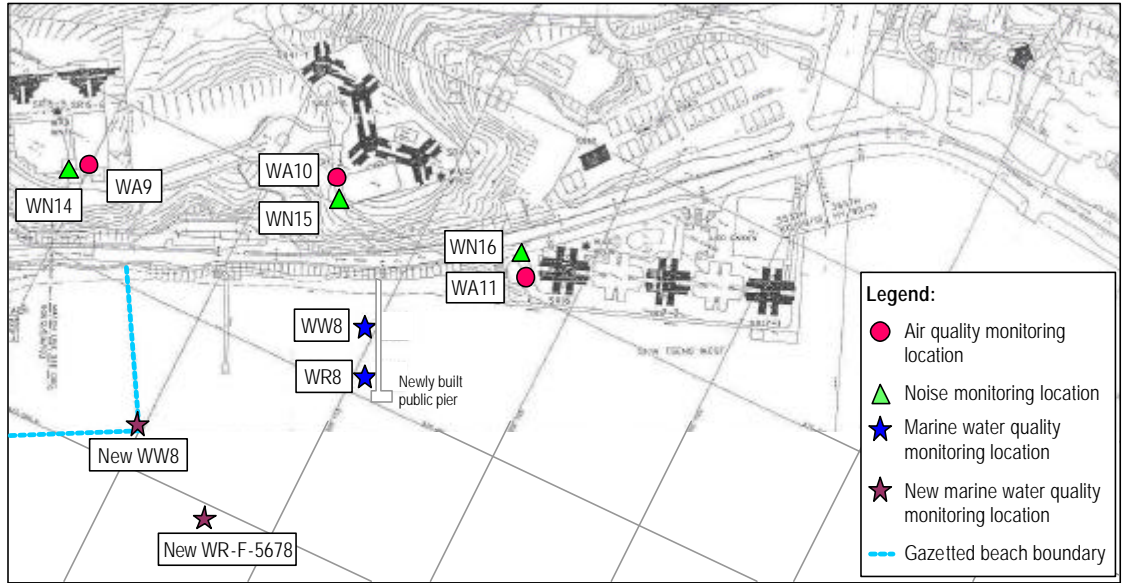 WA9
WN14
WA10
WN15
WN16
WA11
WW8
WR8
Newly built
public pier
New WW8
New WR-F-5678
Legend:
Air quality monitoring
location
Noise monitoring location
Marine water quality
monitoring location
New marine water quality
monitoring location
Gazetted beach boundary